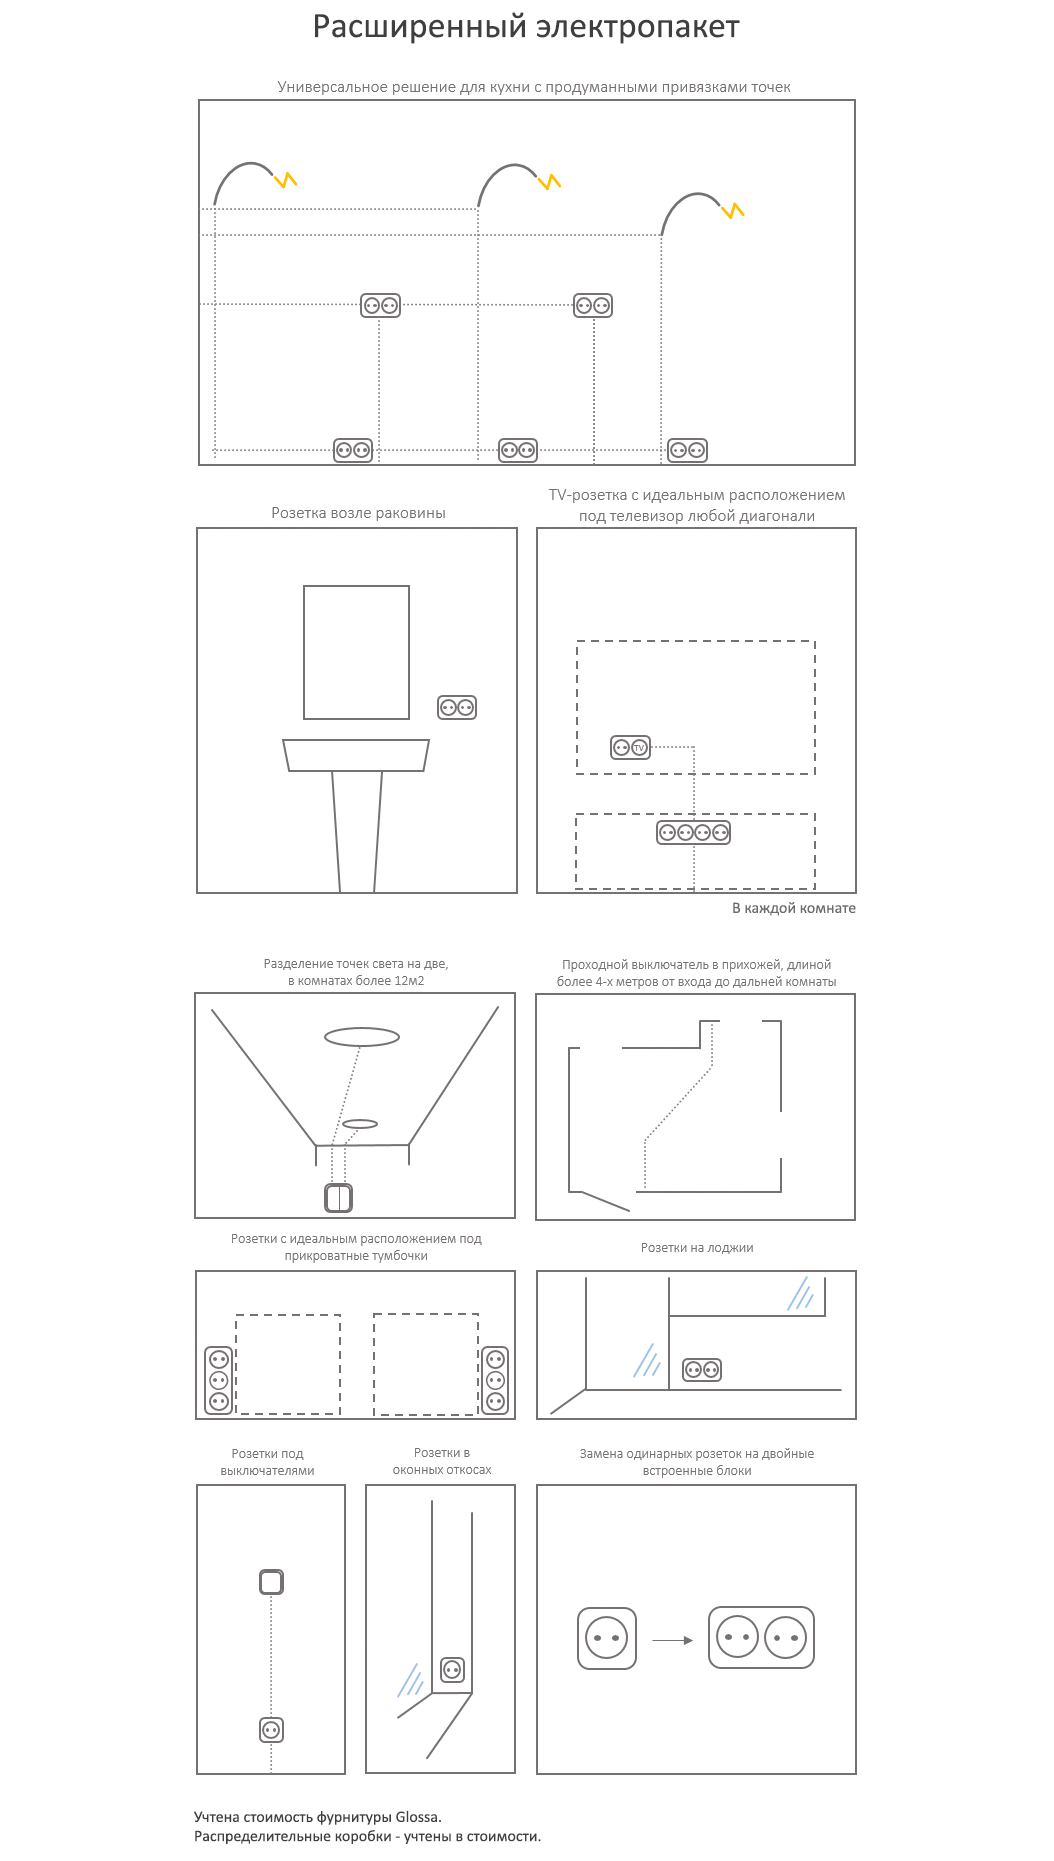 Расширенный электропакет
Универсальное решение для кухни с продуманными привязками точек
Розетка возле раковины
TV-розетка с идеальным расположением
под телевизор любой диагонали
TV
В каждой комнате
Разделение точек света на две,
в комнатах более 12м2
Проходной выключатель в прихожей, длиной
более 4-х метров от входа до дальней комнаты
Розетки с идеальным расположением под
прикроватные тумбочки
Розетки на лоджии
Розетки под
выключателями
Розетки в
оконных откосах
Замена одинарных розеток на двойные
встроенные блоки
Учтена стоимость фурнитуры Glossa.
Распределительные коробки - учтены в стоимости.